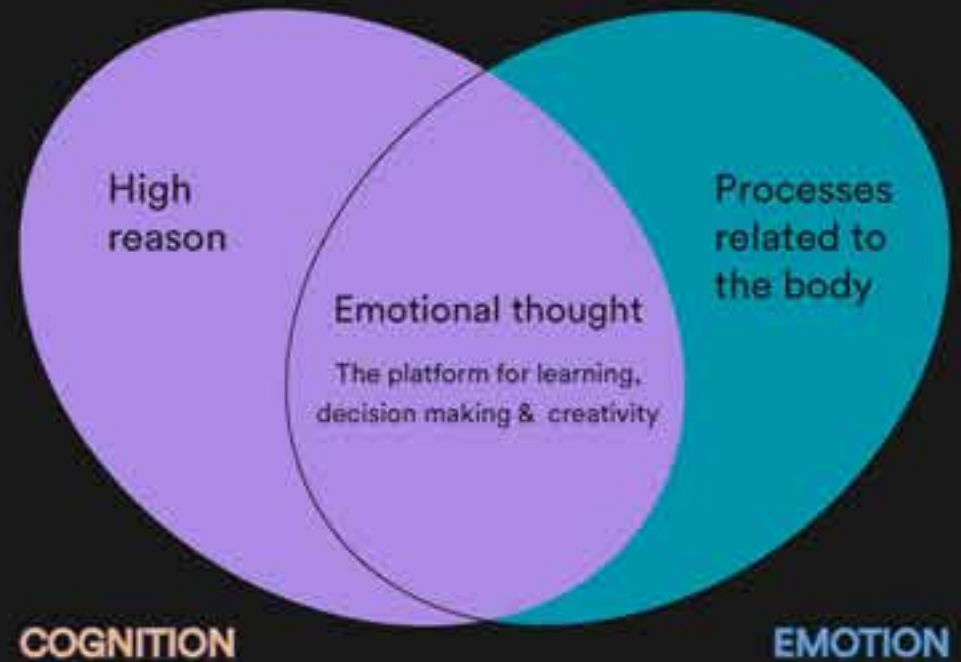 High
reason
Processes
related to
the body
Emotional thought
The platform for learning,
decision making & creativity
COGNITION
EMOTION